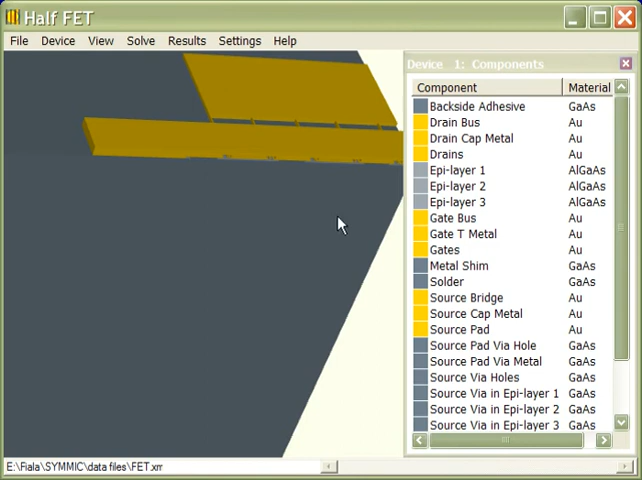 Half FET
File Device View Solve Results Settings Help
Device 1: Components
Component Material
Backside Adhesive GaAs
Drain Bus Au
Drain Cap Metal Au
Drains Au
Epi-layer 1 AlGaAs
Epi-layer 2 AlGaAs
Epi-layer 3 AlGaAs
Gate Bus Au
Gate T Metal Au
Gates Au
Metal Shim GaAs
Solder GaAs
Source Bridge Au
Source Cap Metal Au
Source Pad Au
Source Pad Via Hole GaAs
Source Pad Via Metal GaAs
Source Via Holes GaAs
Source Via in Epi-layer 1 GaAs
Source Via in Epi-layer 2 GaAs
Source Via in Epi-layer 3 GaAs
E:\Fiala\SYMMIC\data files\FET.xml